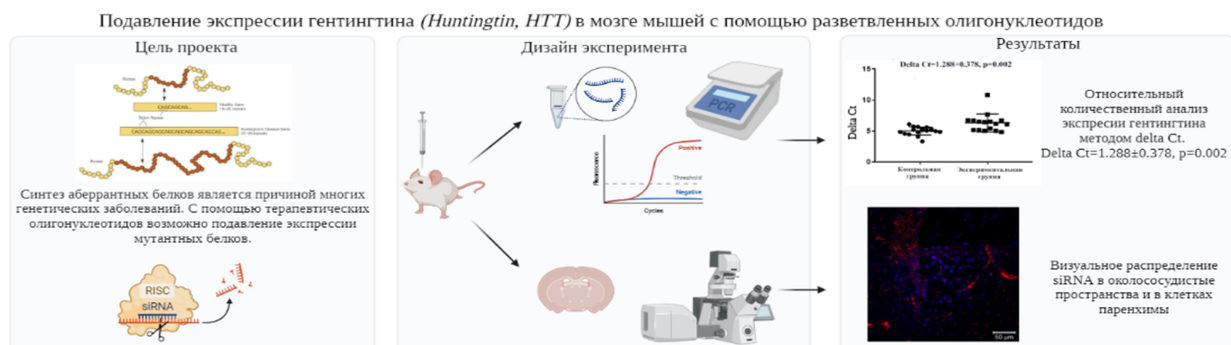 Подавление экспрессии гентингтина (Huntingtin, HTT) в мозге мышей с помощью разветвленных олигонуклеотидов
Цель проекта
CAGCAGCAG...
CAGCAGCAGCAGCAGCAGCAGCAGCAG...
Синтез аберрантных белков является причиной многих
генетических заболеваний. С помощью терапевтических
олигонуклеотидов возможно подавление экспрессии
мутантных белков.
RISC
siRNA
Дизайн эксперимента
PCR
Fluorescence
Positive
Threshold
Negative
Cycles
Результаты
Delta Ct=1.288±0.378, p=0.002
Delta Ct
15
10
5
0
Контрольная
группа
Экспериментальная
группа
Относительный
количественный анализ
экспресии гентингтина
методом delta Ct.
Delta Ct=1.288±0.378, p=0.002
50 µm
Визуальное распределение
siRNA в околососудистые
пространства и в клетках
паренхимы